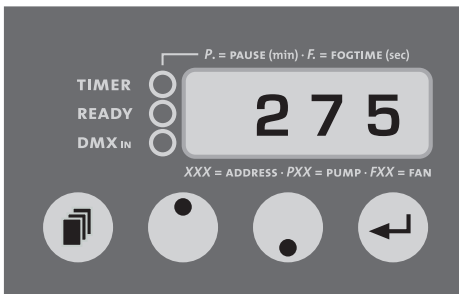 P. = PAUSE (min) · F. = FOGTIME (sec)
TIMER
READY
DMX IN
275
XXX = ADDRESS · PXX = PUMP · FXX = FAN